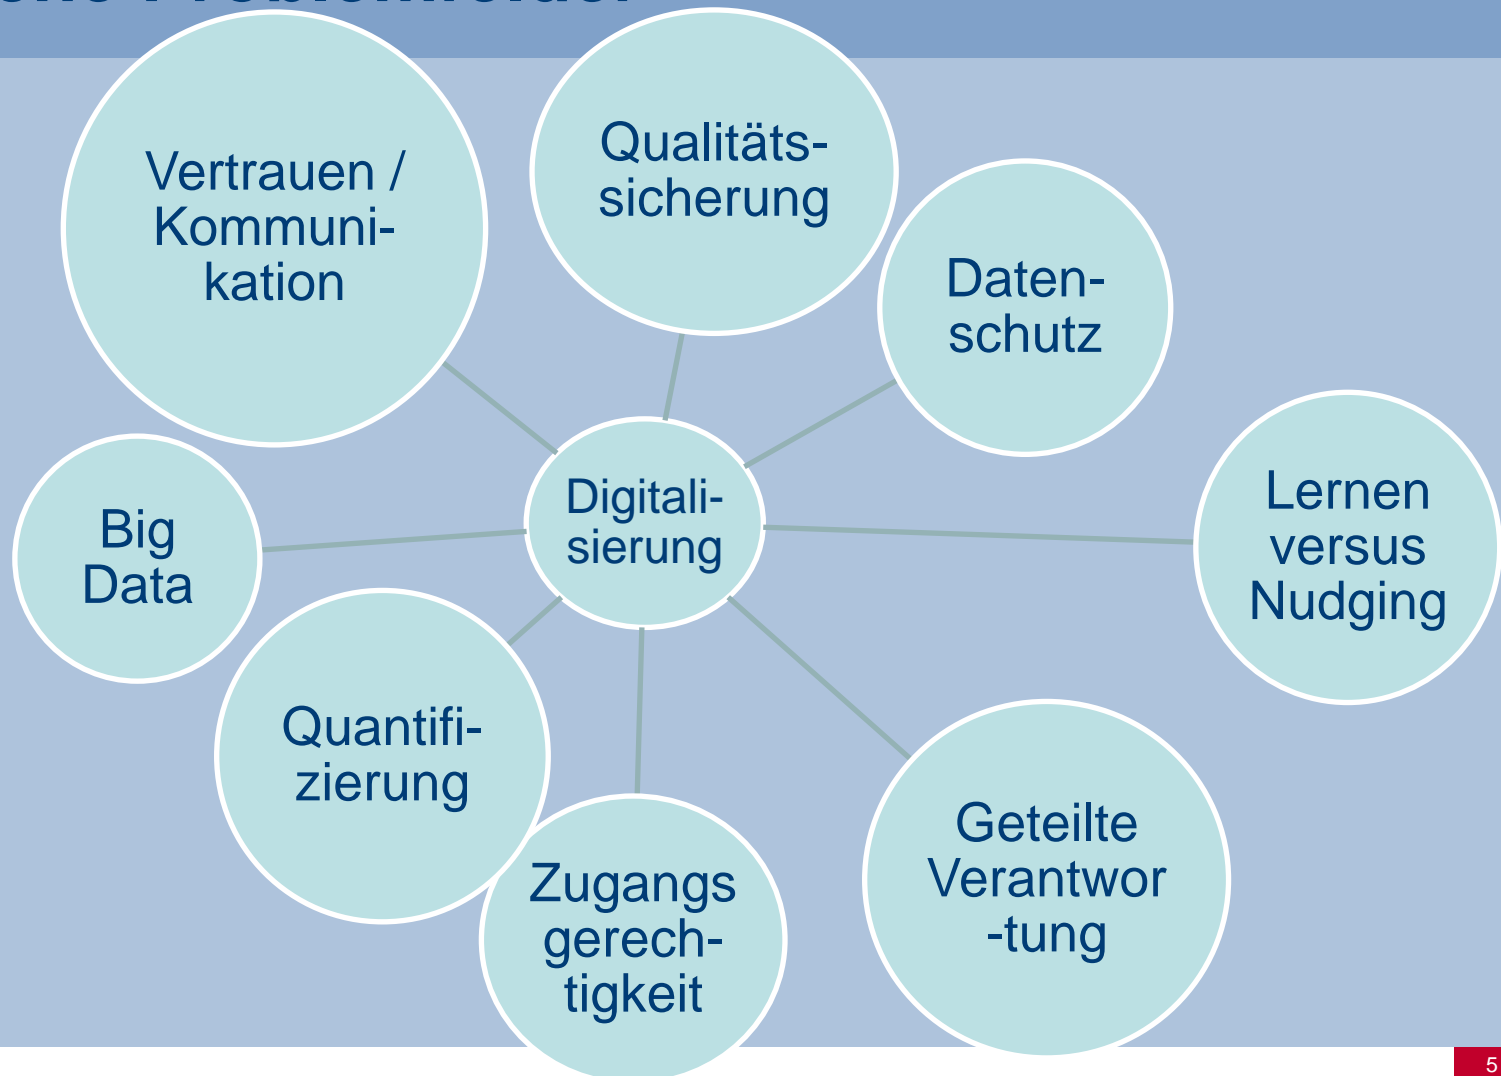 Vertrauen /
Kommuni-
kation
Qualitäts-
sicherung
Daten-
schutz
Lernen
versus
Nudging
Digitali-
sierung
Big
Data
Quantifi-
zierung
Zugangs
gerech-
tigkeit
Geteilte
Verantwor
-tung
5